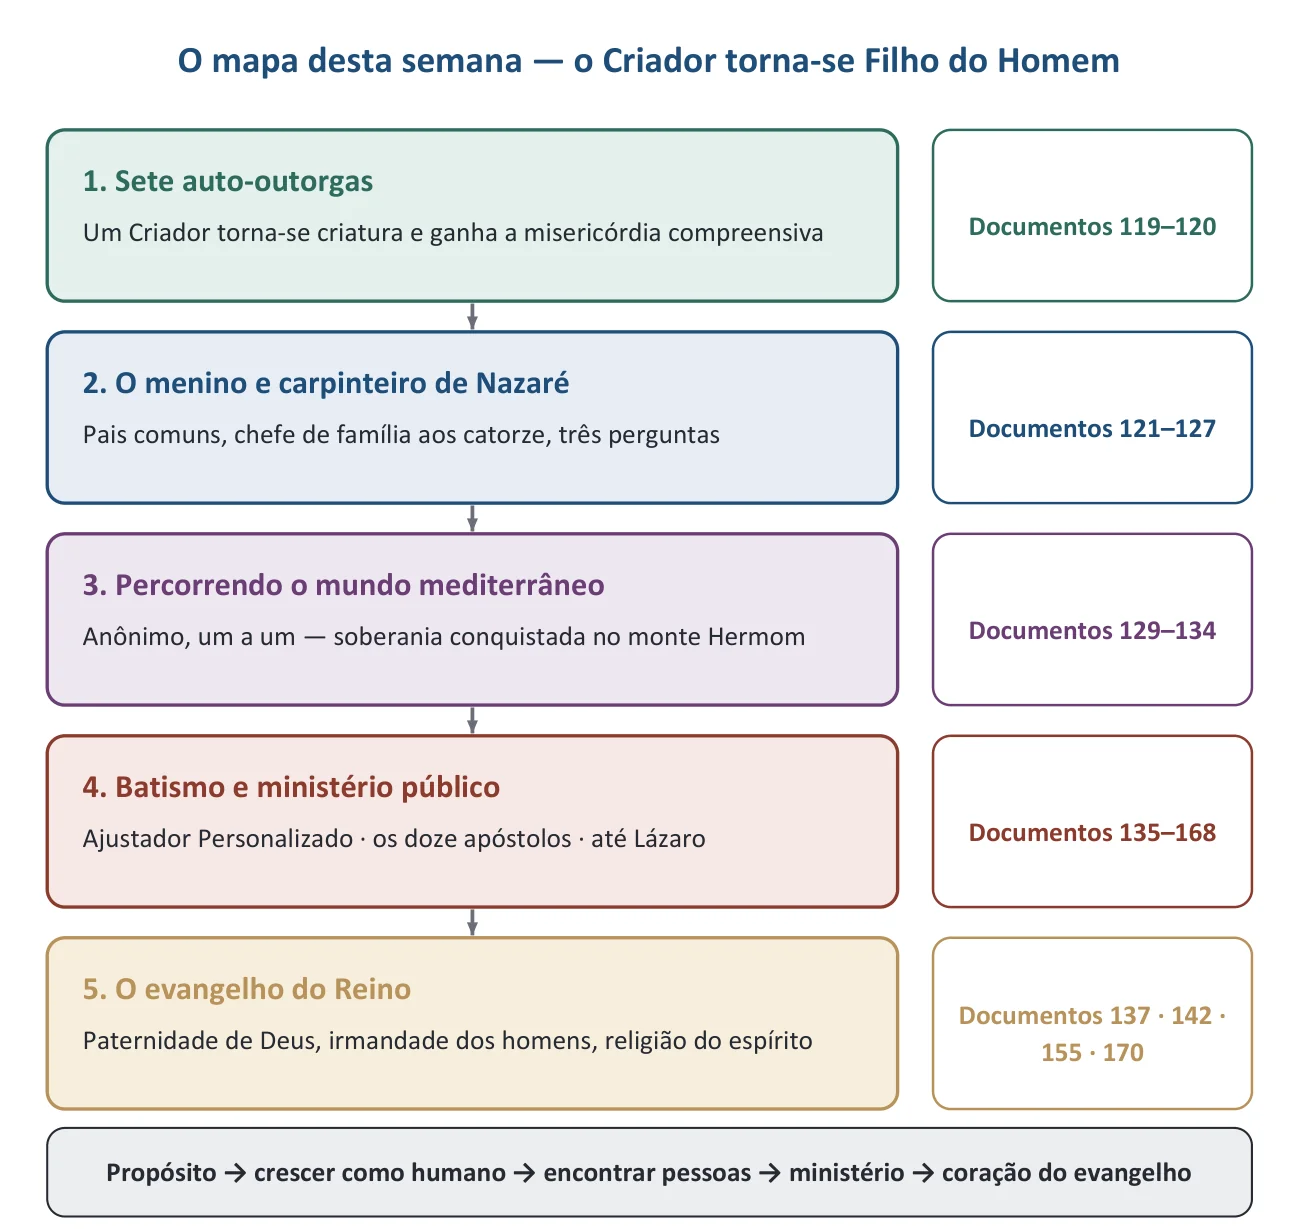 O mapa desta semana — o Criador torna-se Filho do Homem
1. Sete auto-outorgas
Um Criador torna-se criatura e ganha a misericórdia compreensiva
Documentos 119–120
2. O menino e carpinteiro de Nazaré
Pais comuns, chefe de família aos catorze, três perguntas
Documentos 121–127
3. Percorrendo o mundo mediterrâneo
Anônimo, um a um — soberania conquistada no monte Hermom
Documentos 129–134
4. Batismo e ministério público
Ajustador Personalizado · os doze apóstolos · até Lázaro
Documentos 135–168
5. O evangelho do Reino
Paternidade de Deus, irmandade dos homens, religião do espírito
Documentos 137 · 142 ·
155 · 170
Propósito → crescer como humano → encontrar pessoas → ministério → coração do evangelho